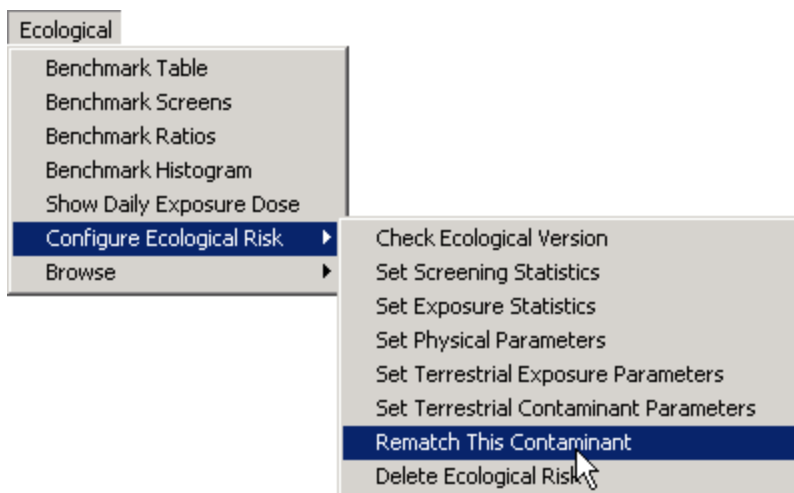 Ecological
Benchmark Table
Benchmark Screens
Benchmark Ratios
Benchmark Histogram
Show Daily Exposure Dose
Configure Ecological Risk
Browse
Check Ecological Version
Set Screening Statistics
Set Exposure Statistics
Set Physical Parameters
Set Terrestrial Exposure Parameters
Set Terrestrial Contaminant Parameters
Rematch This Contaminant
Delete Ecological Risk